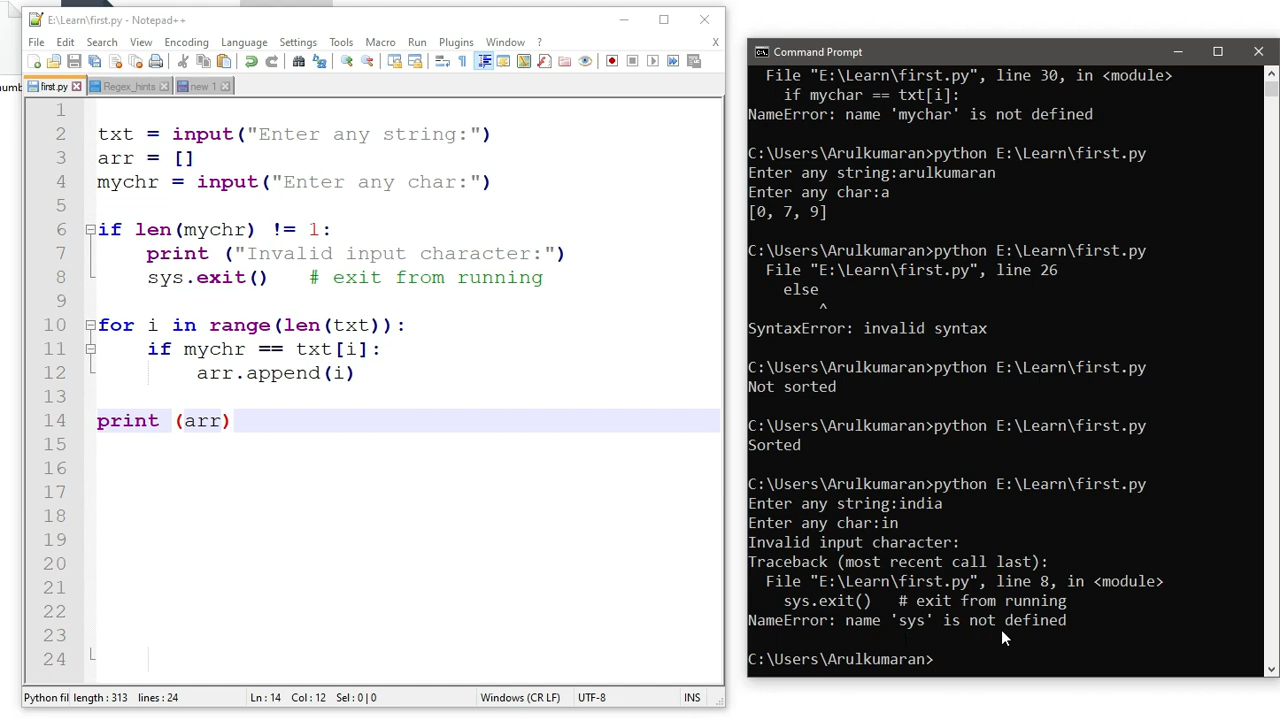 E:\Learn\first.py - Notepad++
File Edit Search View Encoding Language Settings Tools Macro Run Plugins Window ? X
first.py Regex_hints new 1
1
2 txt = input("Enter any string:")
3 arr = []
4 mychr = input("Enter any char:")
5
6 if len(mychr) != 1:
7 print ("Invalid input character:")
8 sys.exit() # exit from running
9
10 for i in range(len(txt)):
11 if mychr == txt[i]:
12 arr.append(i)
13
14 print (arr)
15
16
17
18
19
20
21
22
23
24
Python fil length : 313 lines : 24 Ln : 14 Col : 12 Sel : 0 | 0 Windows (CR LF) UTF-8 INS
Command Prompt
File "E:\Learn\first.py", line 30, in <module>
if mychar == txt[i]:
NameError: name 'mychar' is not defined
C:\Users\Arulkumaran>python E:\Learn\first.py
Enter any string:arulkumaran
Enter any char:a
[0, 7, 9]
C:\Users\Arulkumaran>python E:\Learn\first.py
File "E:\Learn\first.py", line 26
else
^
SyntaxError: invalid syntax
C:\Users\Arulkumaran>python E:\Learn\first.py
Not sorted
C:\Users\Arulkumaran>python E:\Learn\first.py
Sorted
C:\Users\Arulkumaran>python E:\Learn\first.py
Enter any string:india
Enter any char:in
Invalid input character:
Traceback (most recent call last):
File "E:\Learn\first.py", line 8, in <module>
sys.exit() # exit from running
NameError: name 'sys' is not defined
C:\Users\Arulkumaran>